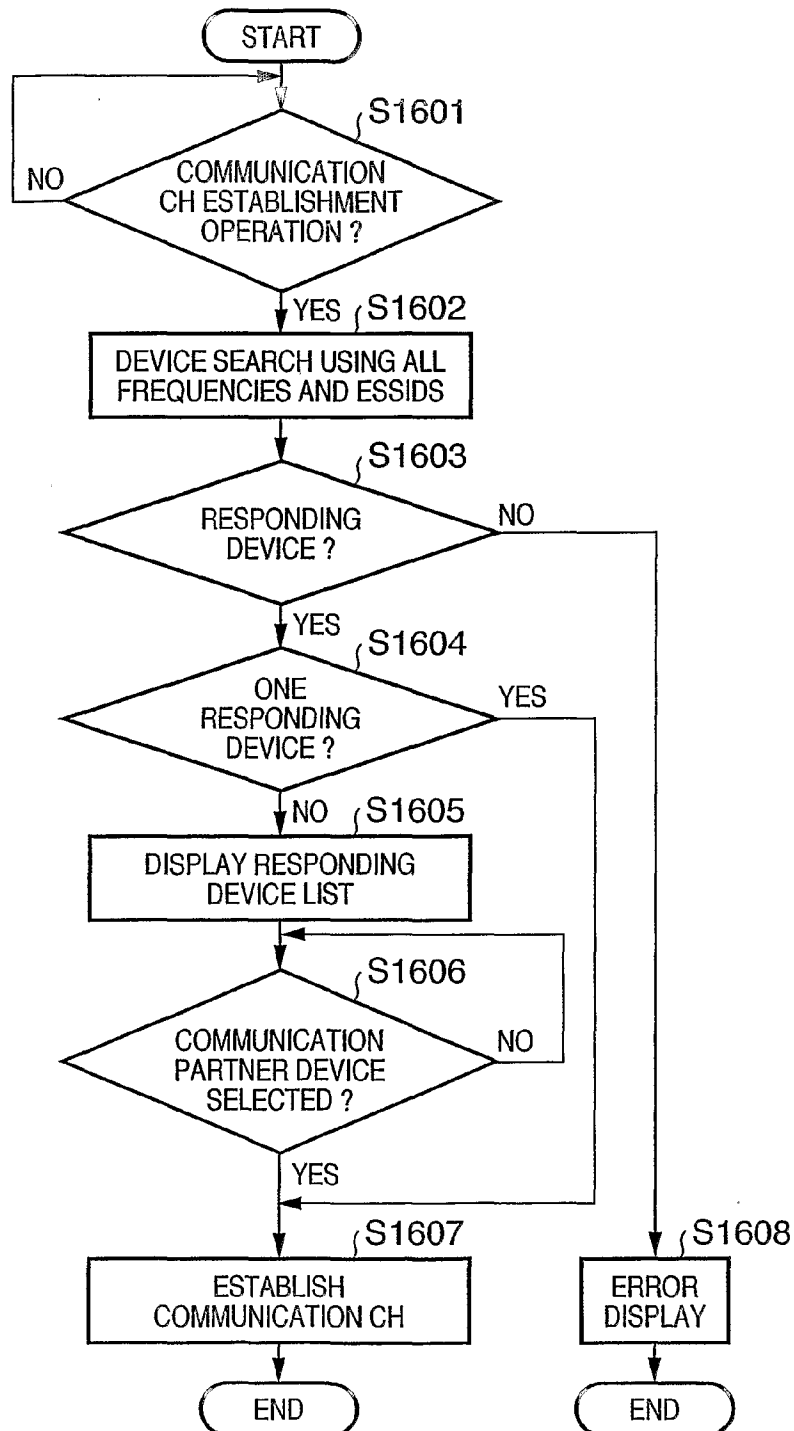 START
S1601
NO
COMMUNICATION
CH ESTABLISHMENT
OPERATION ?
YES
S1602
DEVICE SEARCH USING ALL
FREQUENCIES AND ESSIDS
S1603
RESPONDING
DEVICE ?
NO
YES
S1604
ONE
RESPONDING
DEVICE ?
YES
NO
S1605
DISPLAY RESPONDING
DEVICE LIST
S1606
COMMUNICATION
PARTNER DEVICE
SELECTED ?
NO
YES
S1607
ESTABLISH
COMMUNICATION CH
END
S1608
ERROR
DISPLAY
END